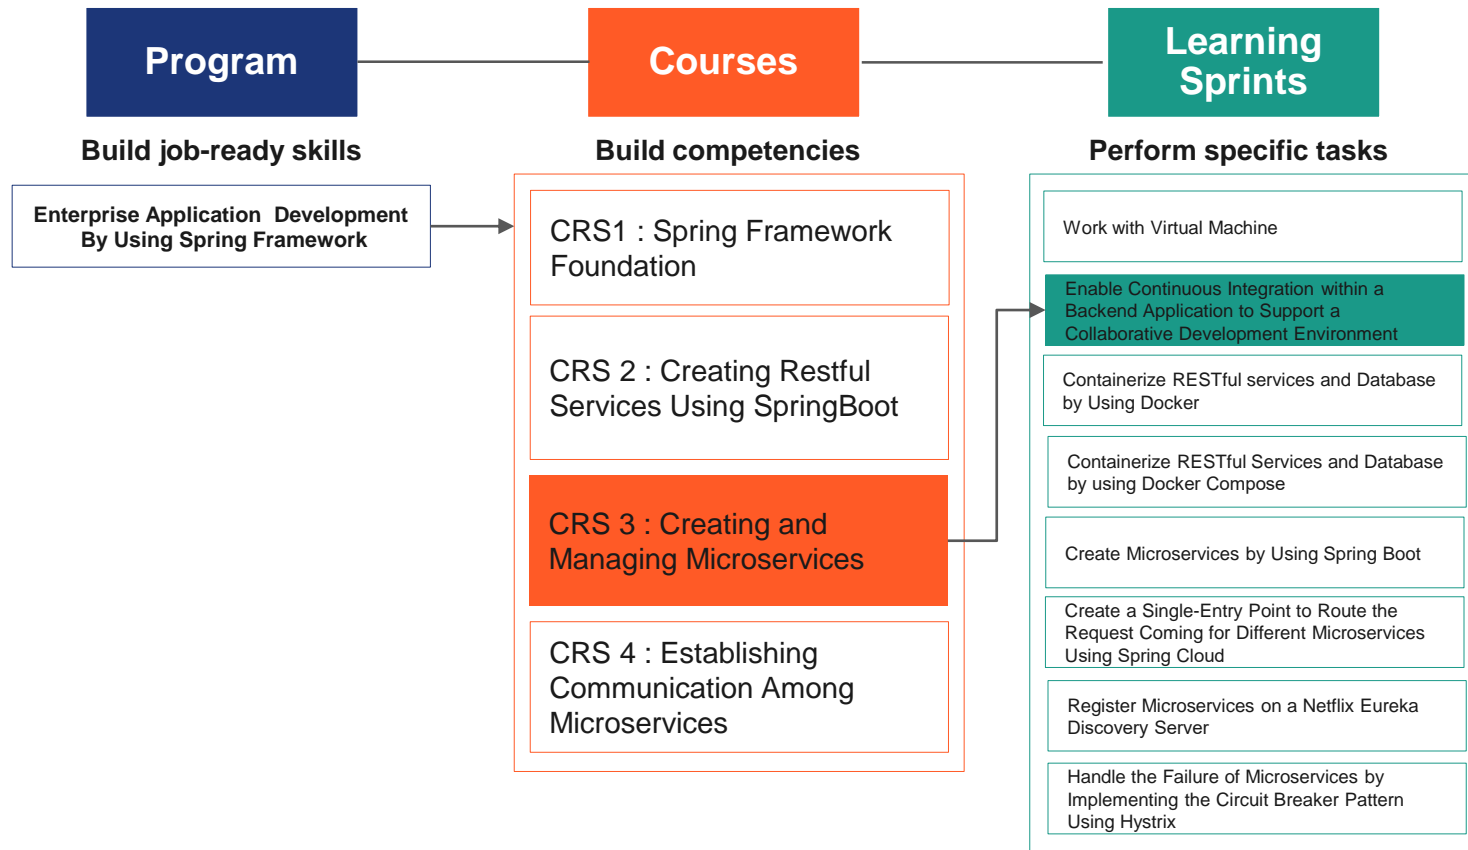 Program
Courses
Learning
Sprints
Build job-ready skills
Build competencies
Perform specific tasks
Enterprise Application Development
By Using Spring Framework
CRS1 : Spring Framework
Foundation
CRS 2 : Creating Restful
Services Using SpringBoot
CRS 3 : Creating and
Managing Microservices
CRS 4 : Establishing
Communication Among
Microservices
Work with Virtual Machine
Enable Continuous Integration within a
Backend Application to Support a
Collaborative Development Environment
Containerize RESTful services and Database
by Using Docker
Containerize RESTful Services and Database
by using Docker Compose
Create Microservices by Using Spring Boot
Create a Single-Entry Point to Route the
Request Coming for Different Microservices
Using Spring Cloud
Register Microservices on a Netflix Eureka
Discovery Server
Handle the Failure of Microservices by
Implementing the Circuit Breaker Pattern
Using Hystrix